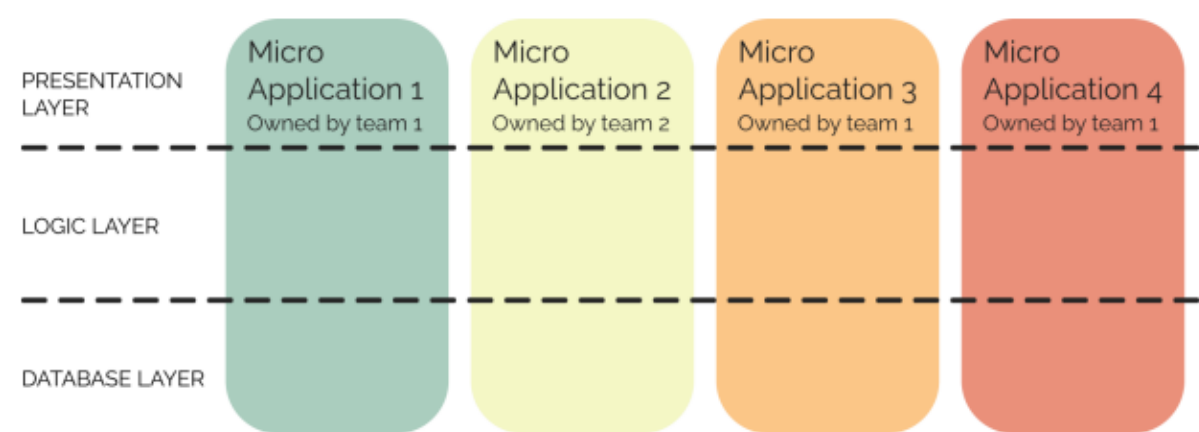 PRESENTATION
LAYER
Micro
Application 1
Owned by team 1
Micro
Application 2
Owned by team 2
Micro
Application 3
Owned by team 1
Micro
Application 4
Owned by team 1
LOGIC LAYER
DATABASE LAYER